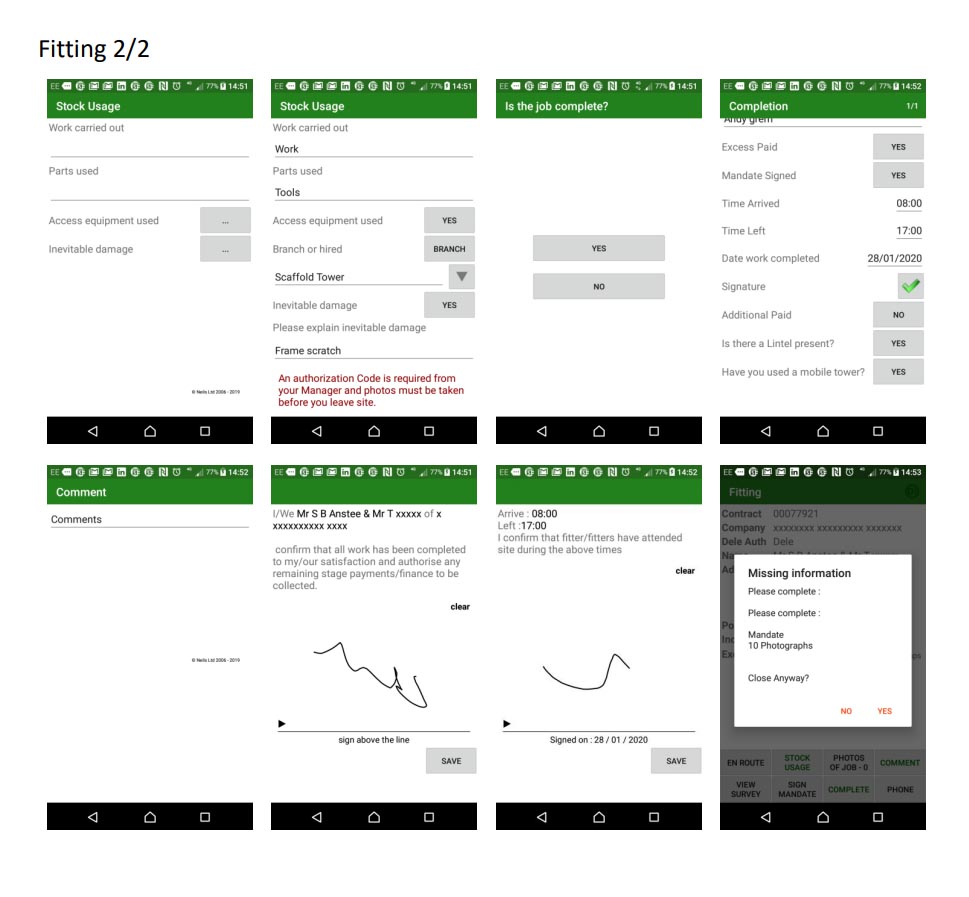 Fitting 2/2
EE 77% 14:51
Stock Usage
Work carried out
Parts used
Access equipment used ...
Inevitable damage ...
© Neils Ltd 2006 - 2019
EE 77% 14:51
Stock Usage
Work carried out
Work
Parts used
Tools
Access equipment used YES
Branch or hired BRANCH
Scaffold Tower
Inevitable damage YES
Please explain inevitable damage
Frame scratch
An authorization Code is required from
your Manager and photos must be taken
before you leave site.
EE 77% 14:51
Is the job complete?
YES
NO
EE 77% 14:52
Completion 1/1
Andy grem
Excess Paid YES
Mandate Signed YES
Time Arrived 08:00
Time Left 17:00
Date work completed 28/01/2020
Signature
Additional Paid NO
Is there a Lintel present? YES
Have you used a mobile tower? YES
EE 77% 14:52
Comment
Comments
© Neils Ltd 2006 - 2019
EE 77% 14:51
I/We Mr S B Anstee & Mr T xxxxx of x
xxxxxxxxxx xxxx
confirm that all work has been completed
to my/our satisfaction and authorise any
remaining stage payments/finance to be
collected.
clear
sign above the line
SAVE
EE 77% 14:52
Arrive : 08:00
Left :17:00
I confirm that fitter/fitters have attended
site during the above times
clear
Signed on : 28 / 01 / 2020
SAVE
EE 77% 14:53
Fitting
Contract 00077921
Company xxxxxxxx xxxxxxxxx xxxxxxx
Dele Auth Dele
Missing information
Please complete :
Please complete :
Mandate
10 Photographs
Close Anyway?
NO YES
EN ROUTE
STOCK
USAGE
PHOTOS
OF JOB - 0
COMMENT
VIEW
SURVEY
SIGN
MANDATE
COMPLETE
PHONE